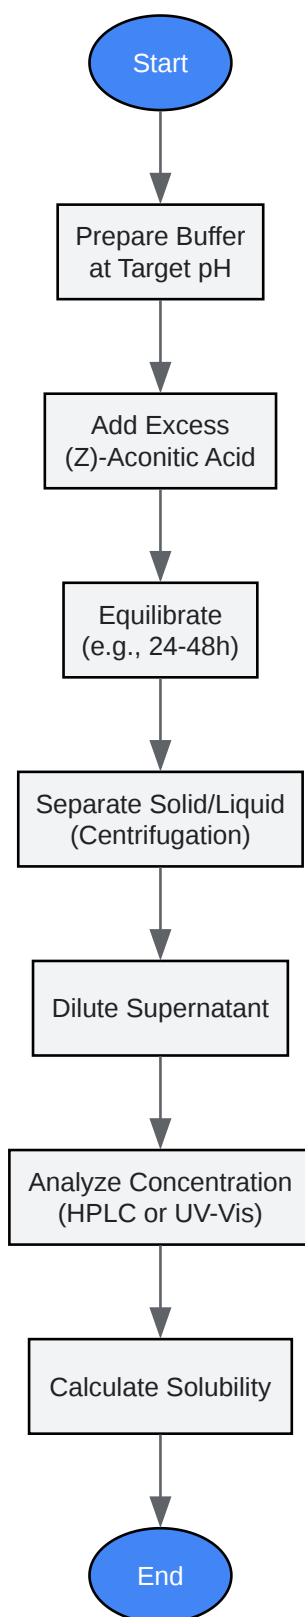 Start
Prepare Buffer
at Target pH
Add Excess
(Z)-Aconitic Acid
Equilibrate
(e.g., 24-48h)
Separate Solid/Liquid
(Centrifugation)
Dilute Supernatant
Analyze Concentration
(HPLC or UV-Vis)
Calculate Solubility
End